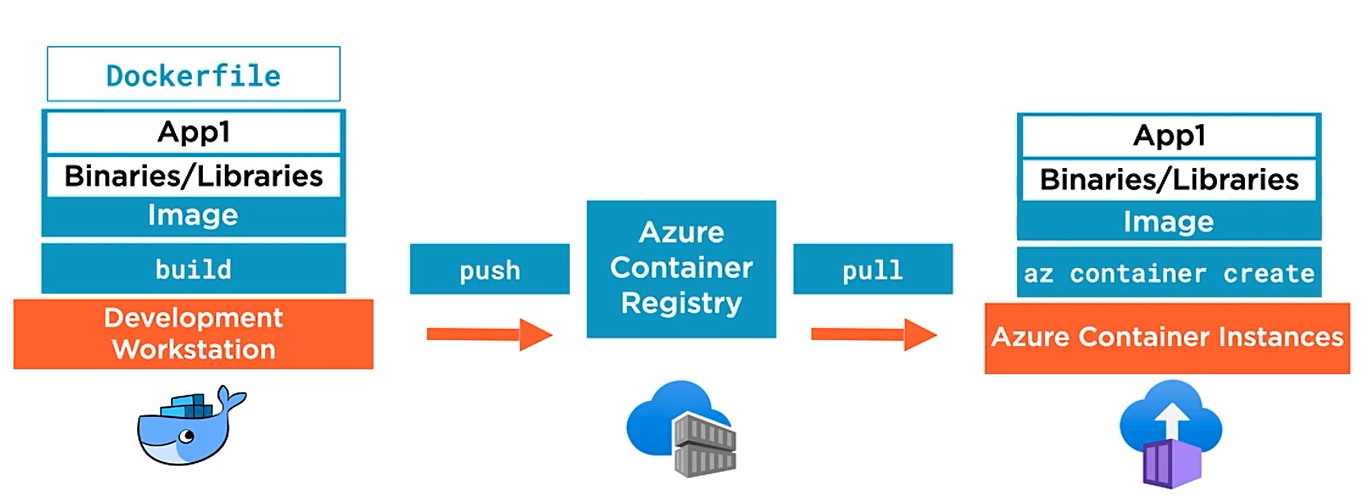 Dockerfile
App1
Binaries/Libraries
Image
build
Development
Workstation
push
Azure
Container
Registry
pull
App1
Binaries/Libraries
Image
az container create
Azure Container Instances